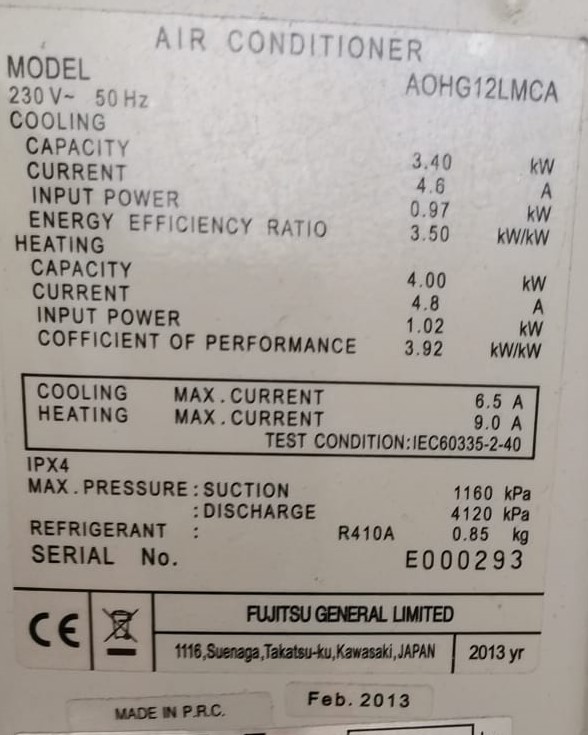 AIR CONDITIONER
MODEL AOHG12LMCA
230 V~ 50 Hz
COOLING
CAPACITY 3.40 kW
CURRENT 4.6 A
INPUT POWER 0.97 kW
ENERGY EFFICIENCY RATIO 3.50 kW/kW
HEATING
CAPACITY 4.00 kW
CURRENT 4.8 A
INPUT POWER 1.02 kW
COFFICIENT OF PERFORMANCE 3.92 kW/kW
COOLING MAX.CURRENT 6.5 A
HEATING MAX.CURRENT 9.0 A
TEST CONDITION:IEC60335-2-40
IPX4
MAX.PRESSURE:SUCTION 1160 kPa
:DISCHARGE 4120 kPa
REFRIGERANT : R410A 0.85 kg
SERIAL No. E000293
CE
FUJITSU GENERAL LIMITED
1116,Suenaga,Takatsu-ku,Kawasaki,JAPAN 2013 yr
MADE IN P.R.C. Feb. 2013